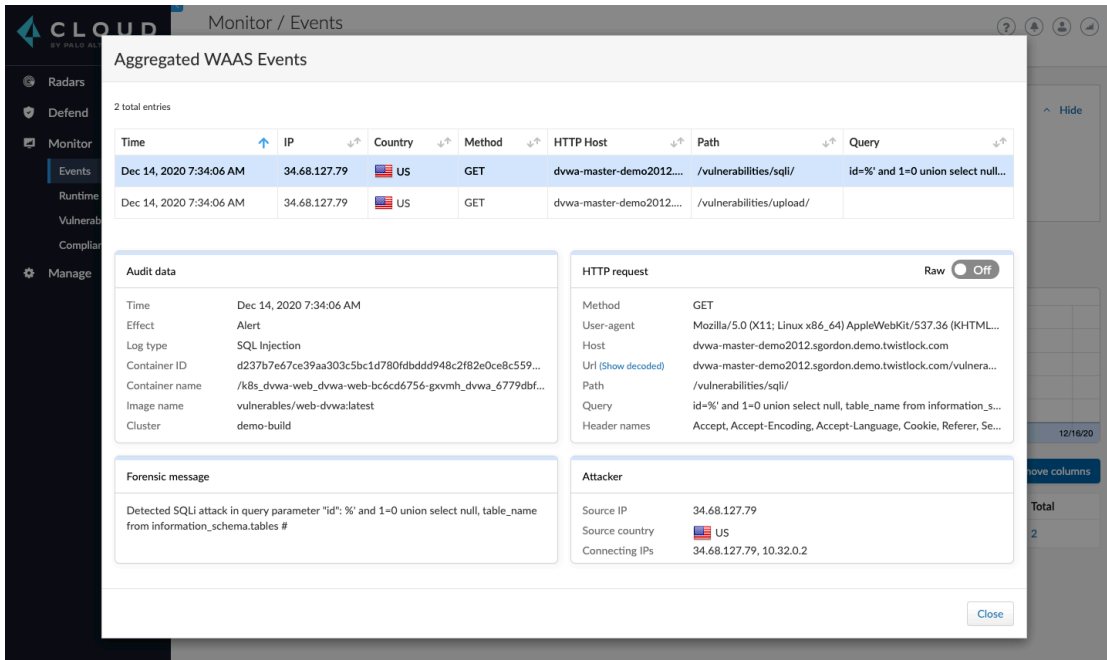 CLOUD
BY PALO ALT
Monitor / Events
?
Radars
Defend
Monitor
Events
Runtime
Vulnerab
Complian
Manage
Hide
Aggregated WAAS Events
2 total entries
Time IP Country Method HTTP Host Path Query
Dec 14, 2020 7:34:06 AM 34.68.127.79 US GET dvwa-master-demo2012.... /vulnerabilities/sqli/ id=%' and 1=0 union select null...
Dec 14, 2020 7:34:06 AM 34.68.127.79 US GET dvwa-master-demo2012.... /vulnerabilities/upload/
Audit data
Time Dec 14, 2020 7:34:06 AM
Effect Alert
Log type SQL Injection
Container ID d237b7e67ce39aa303c5bc1d780fdbddd948c2f82e0ce8c559...
Container name /k8s_dvwa-web_dvwa-web-bc6cd6756-gxvmh_dvwa_6779dbf...
Image name vulnerables/web-dvwa:latest
Cluster demo-build
HTTP request Raw Off
Method GET
User-agent Mozilla/5.0 (X11; Linux x86_64) AppleWebKit/537.36 (KHTML...
Host dvwa-master-demo2012.sgordon.demo.twistlock.com
Url (Show decoded) dvwa-master-demo2012.sgordon.demo.twistlock.com/vulnera...
Path /vulnerabilities/sqli/
Query id=%' and 1=0 union select null, table_name from information_s...
Header names Accept, Accept-Encoding, Accept-Language, Cookie, Referer, Se...
Forensic message
Detected SQLi attack in query parameter "id": %' and 1=0 union select null, table_name
from information_schema.tables #
Attacker
Source IP 34.68.127.79
Source country US
Connecting IPs 34.68.127.79, 10.32.0.2
Close
12/16/20
move columns
Total
2